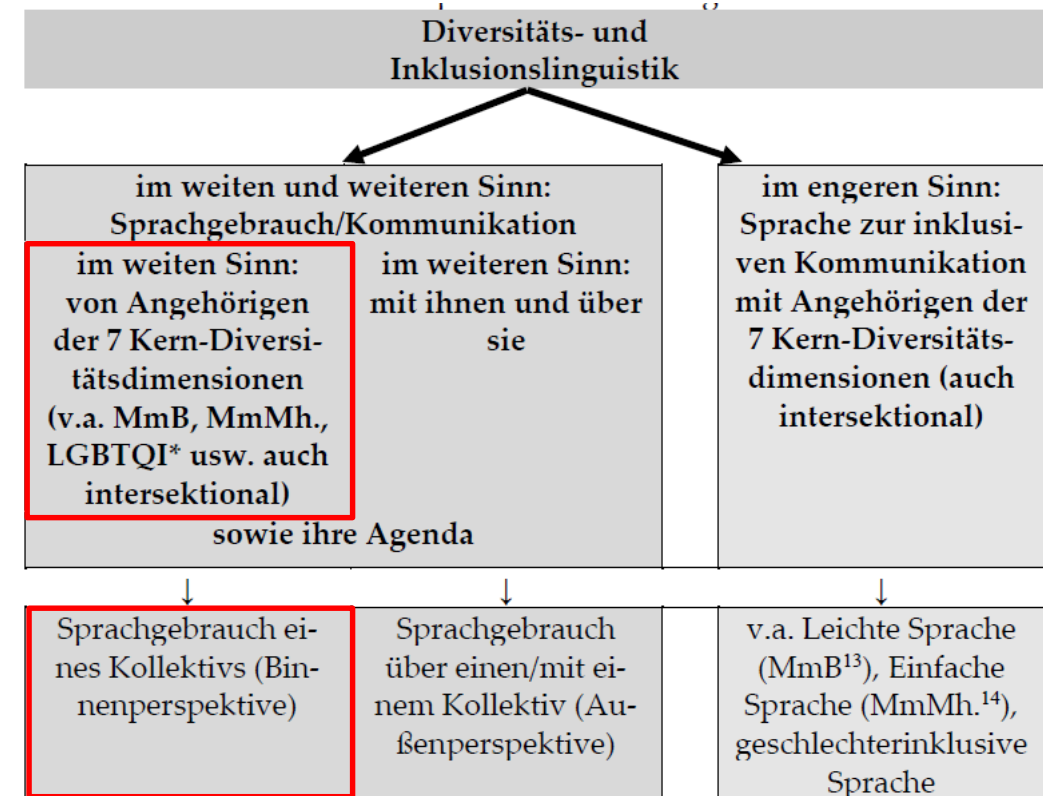 Diversitäts- und
Inklusionslinguistik
im weiten und weiteren Sinn:
Sprachgebrauch/Kommunikation
im weiten Sinn:
von Angehörigen
der 7 Kern-Diversi-
tätsdimensionen
(v.a. MmB, MmMh.,
LGBTQI* usw. auch
intersektional)
im weiteren Sinn:
mit ihnen und über
sie
sowie ihre Agenda
im engeren Sinn:
Sprache zur inklusi-
ven Kommunikation
mit Angehörigen der
7 Kern-Diversitäts-
dimensionen (auch
intersektional)
↓
↓
↓
Sprachgebrauch ei-
nes Kollektivs (Bin-
nenperspektive)
Sprachgebrauch
über einen/mit ei-
nem Kollektiv (Au-
ßenperspektive)
v.a. Leichte Sprache
(MmB¹³), Einfache
Sprache (MmMh.¹⁴),
geschlechterinklusive
Sprache